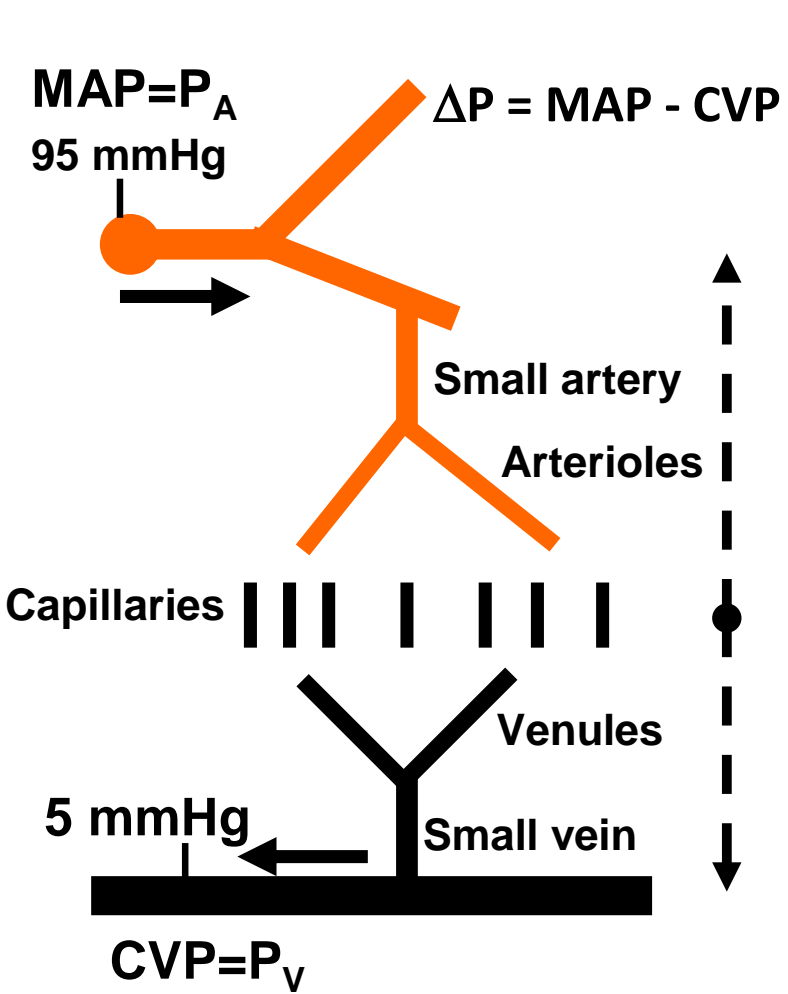 MAP=PA
ΔP = MAP - CVP
95 mmHg
Small artery
Arterioles
Capillaries
Venules
5 mmHg
Small vein
CVP=PV